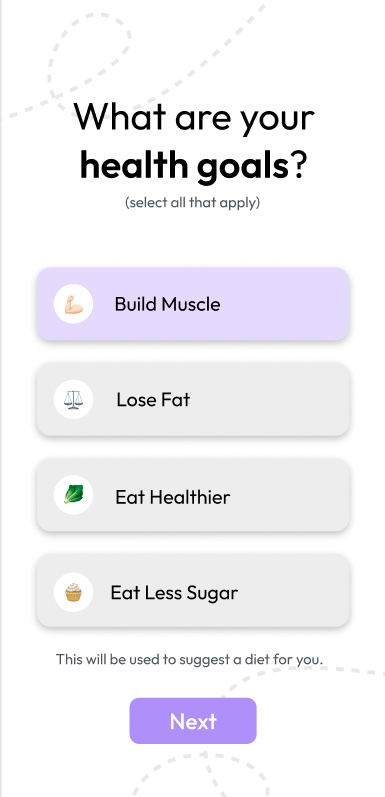 What are your
health goals?
(select all that apply)
Build Muscle
Lose Fat
Eat Healthier
Eat Less Sugar
This will be used to suggest a diet for you.
Next